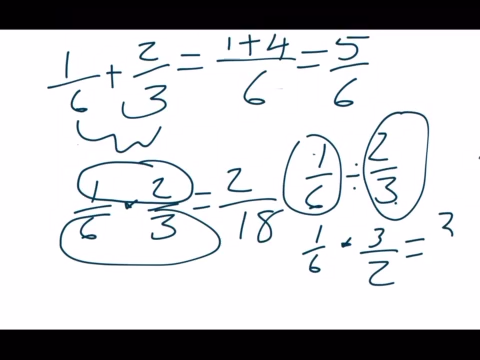 1/6 + 2/3 = 1+4/6 = 5/6
1/6 · 2/3 = 2/18
1/6 ÷ 2/3
1/6 · 3/2 = 3